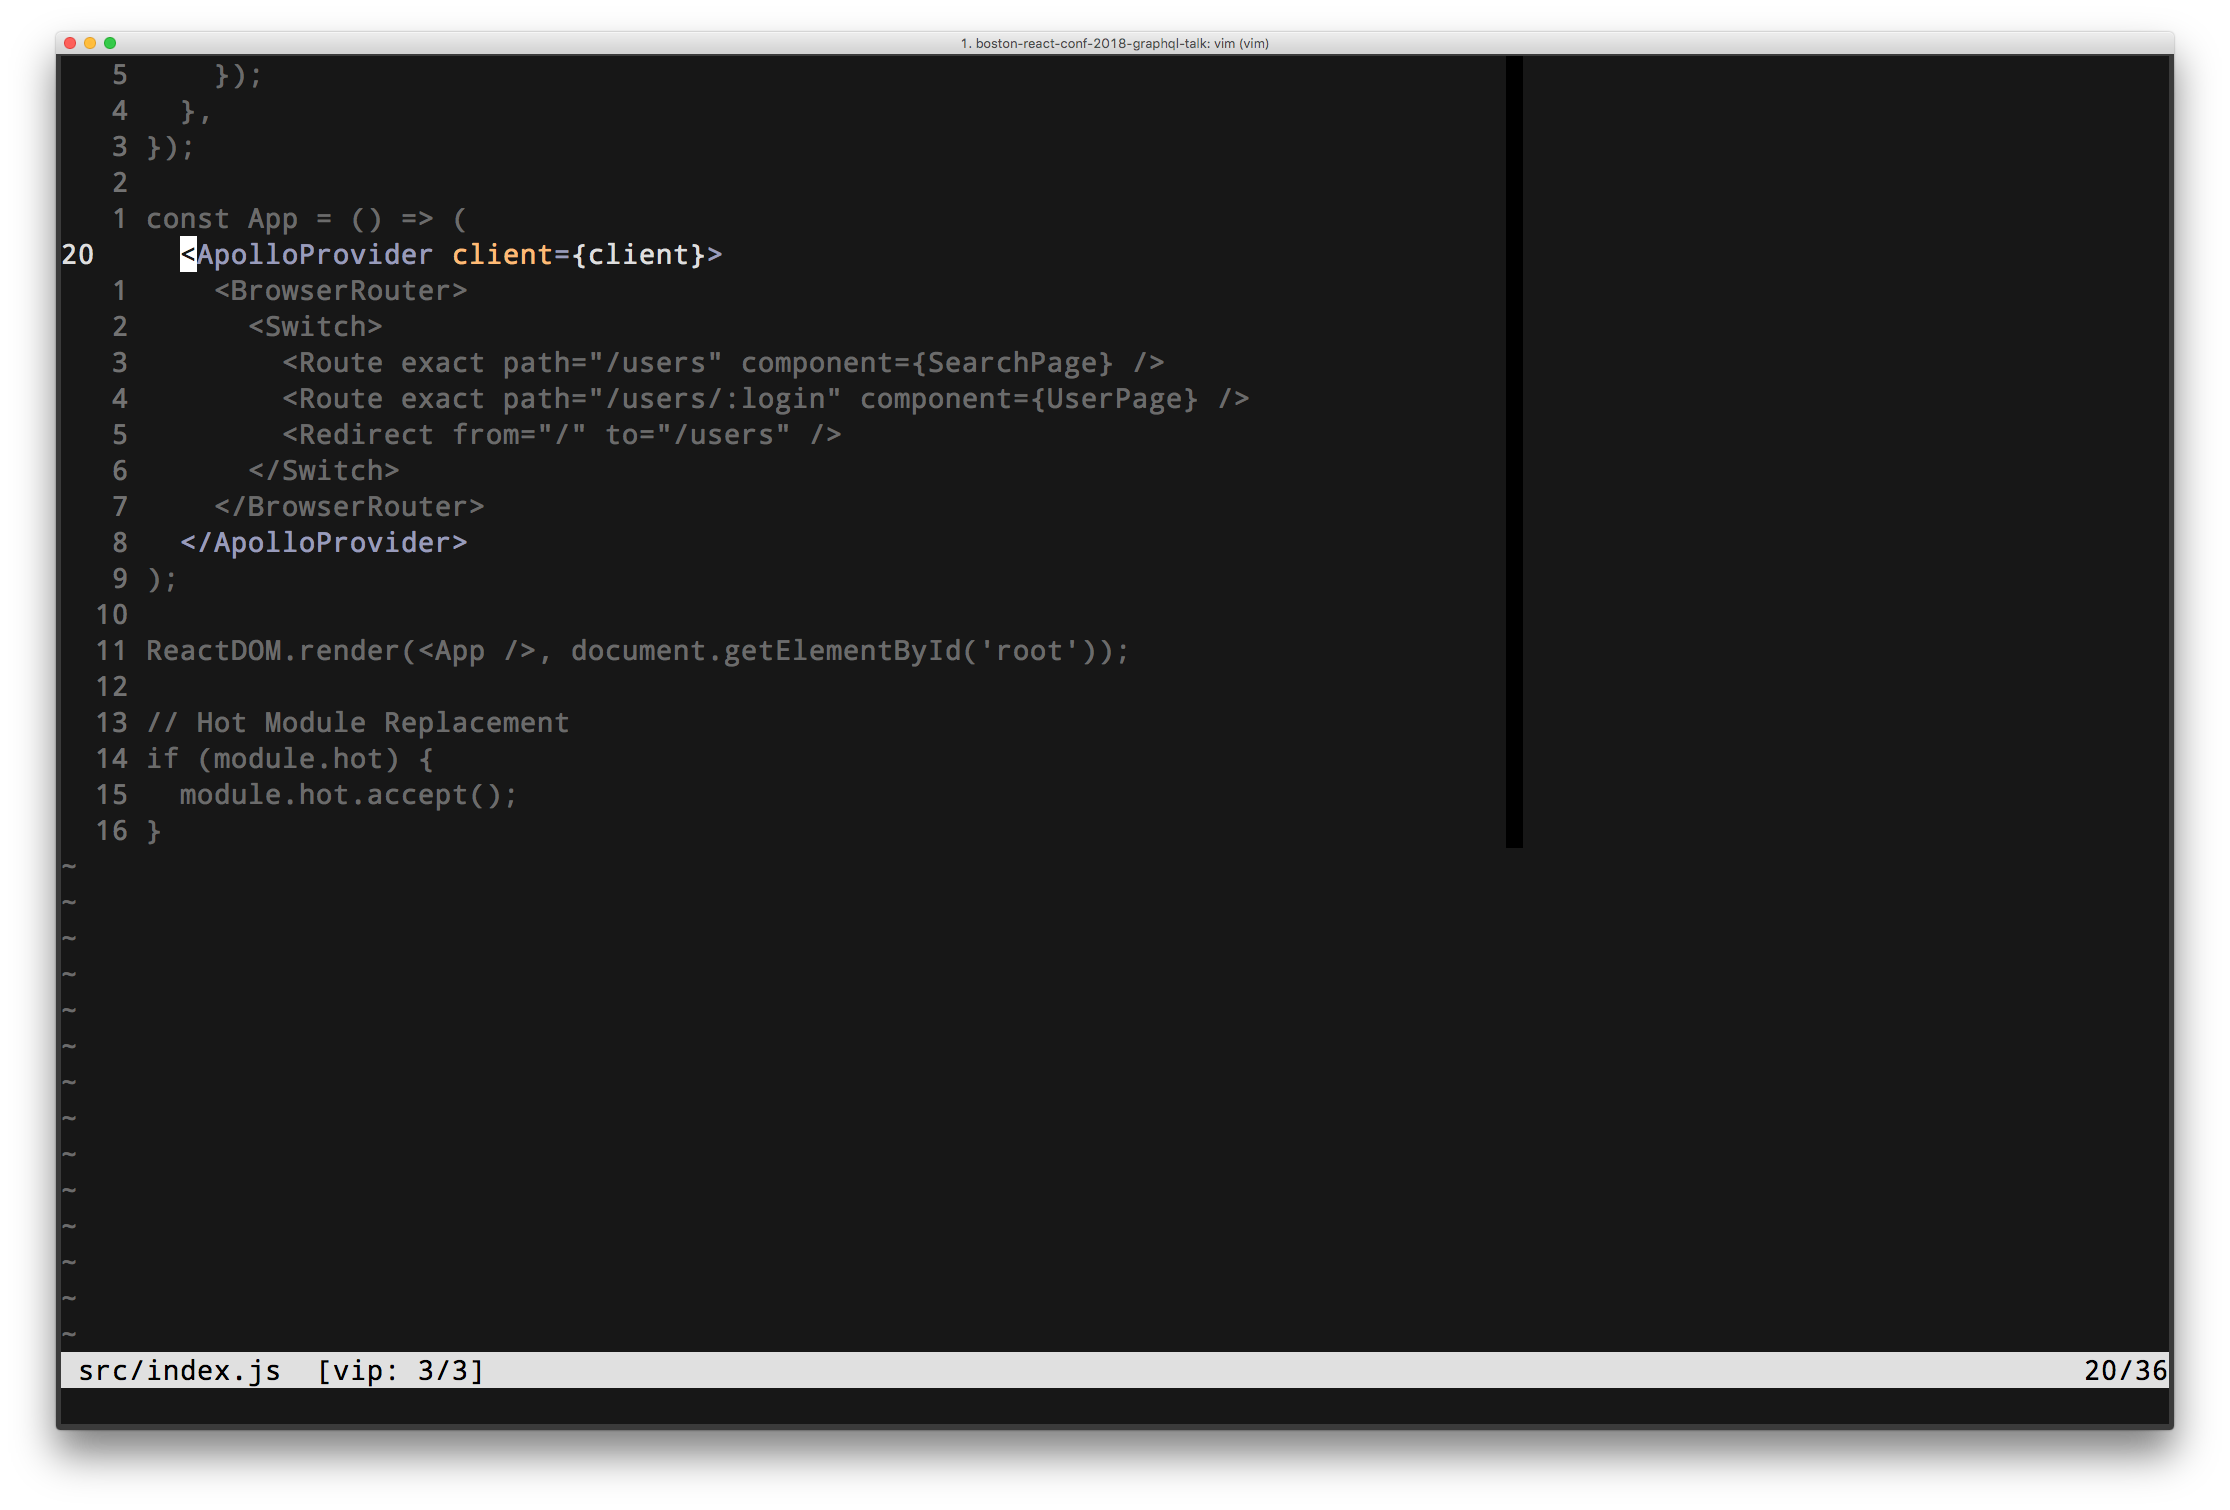 1. boston-react-conf-2018-graphql-talk: vim (vim)
5     });
4   },
3 });
2
1 const App = () => (
20   <ApolloProvider client={client}>
1     <BrowserRouter>
2       <Switch>
3         <Route exact path="/users" component={SearchPage} />
4         <Route exact path="/users/:login" component={UserPage} />
5         <Redirect from="/" to="/users" />
6       </Switch>
7     </BrowserRouter>
8   </ApolloProvider>
9 );
10
11 ReactDOM.render(<App />, document.getElementById('root'));
12
13 // Hot Module Replacement
14 if (module.hot) {
15   module.hot.accept();
16 }
~
~
~
~
~
~
~
~
~
~
~
~
~
~
src/index.js  [vip: 3/3] 20/36